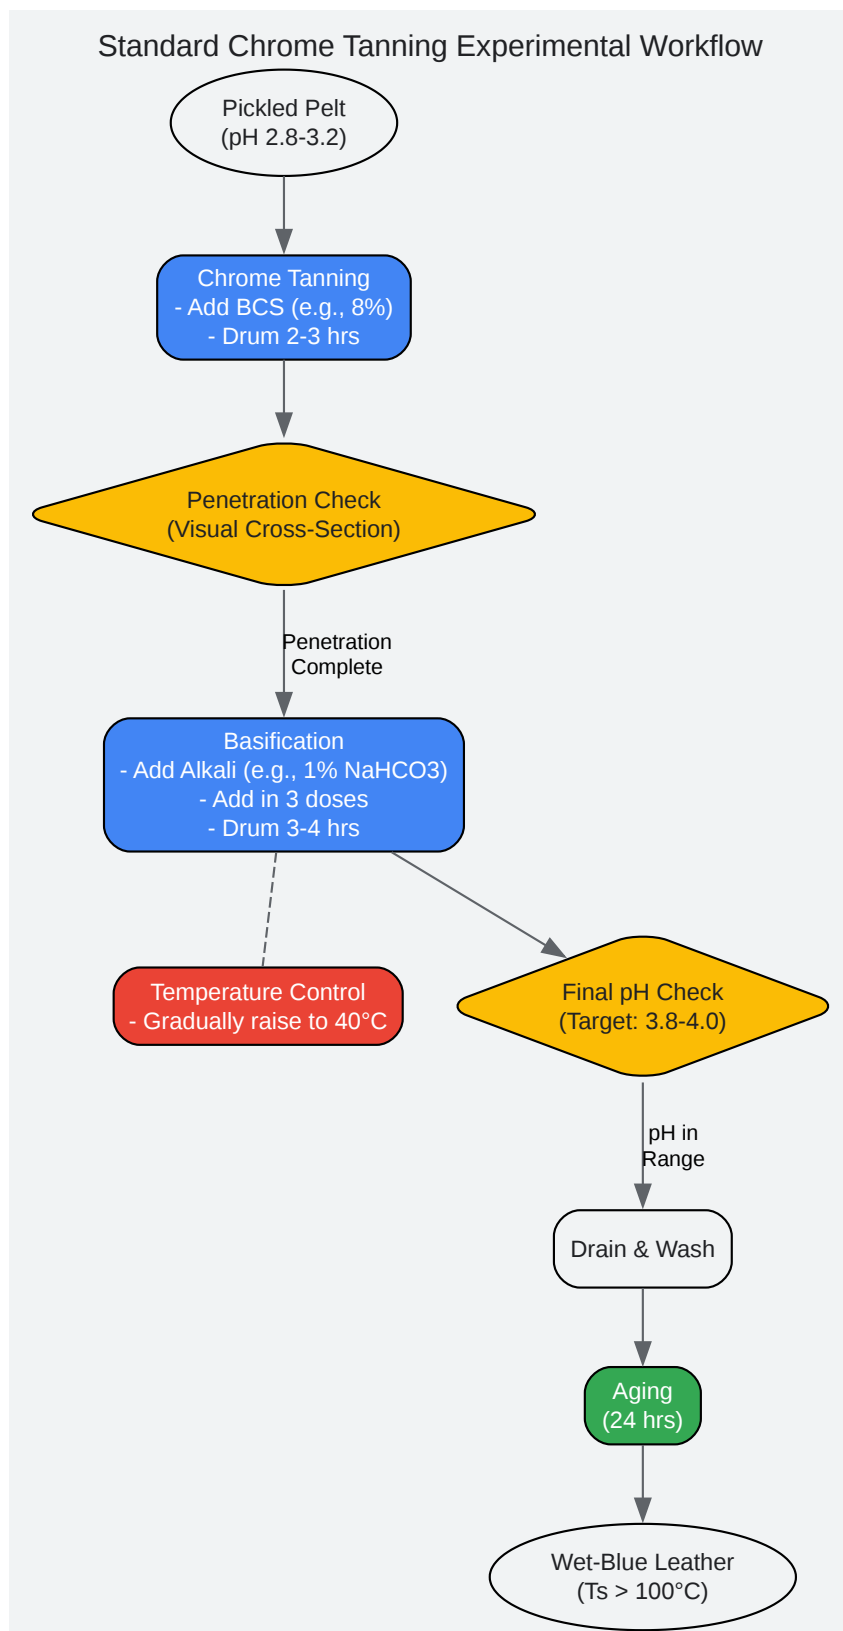 Standard Chrome Tanning Experimental Workflow
Pickled Pelt
(pH 2.8-3.2)
Chrome Tanning
- Add BCS (e.g., 8%)
- Drum 2-3 hrs
Penetration Check
(Visual Cross-Section)
Penetration
Complete
Basification
- Add Alkali (e.g., 1% NaHCO3)
- Add in 3 doses
- Drum 3-4 hrs
Temperature Control
- Gradually raise to 40°C
Final pH Check
(Target: 3.8-4.0)
pH in
Range
Drain & Wash
Aging
(24 hrs)
Wet-Blue Leather
(Ts > 100°C)